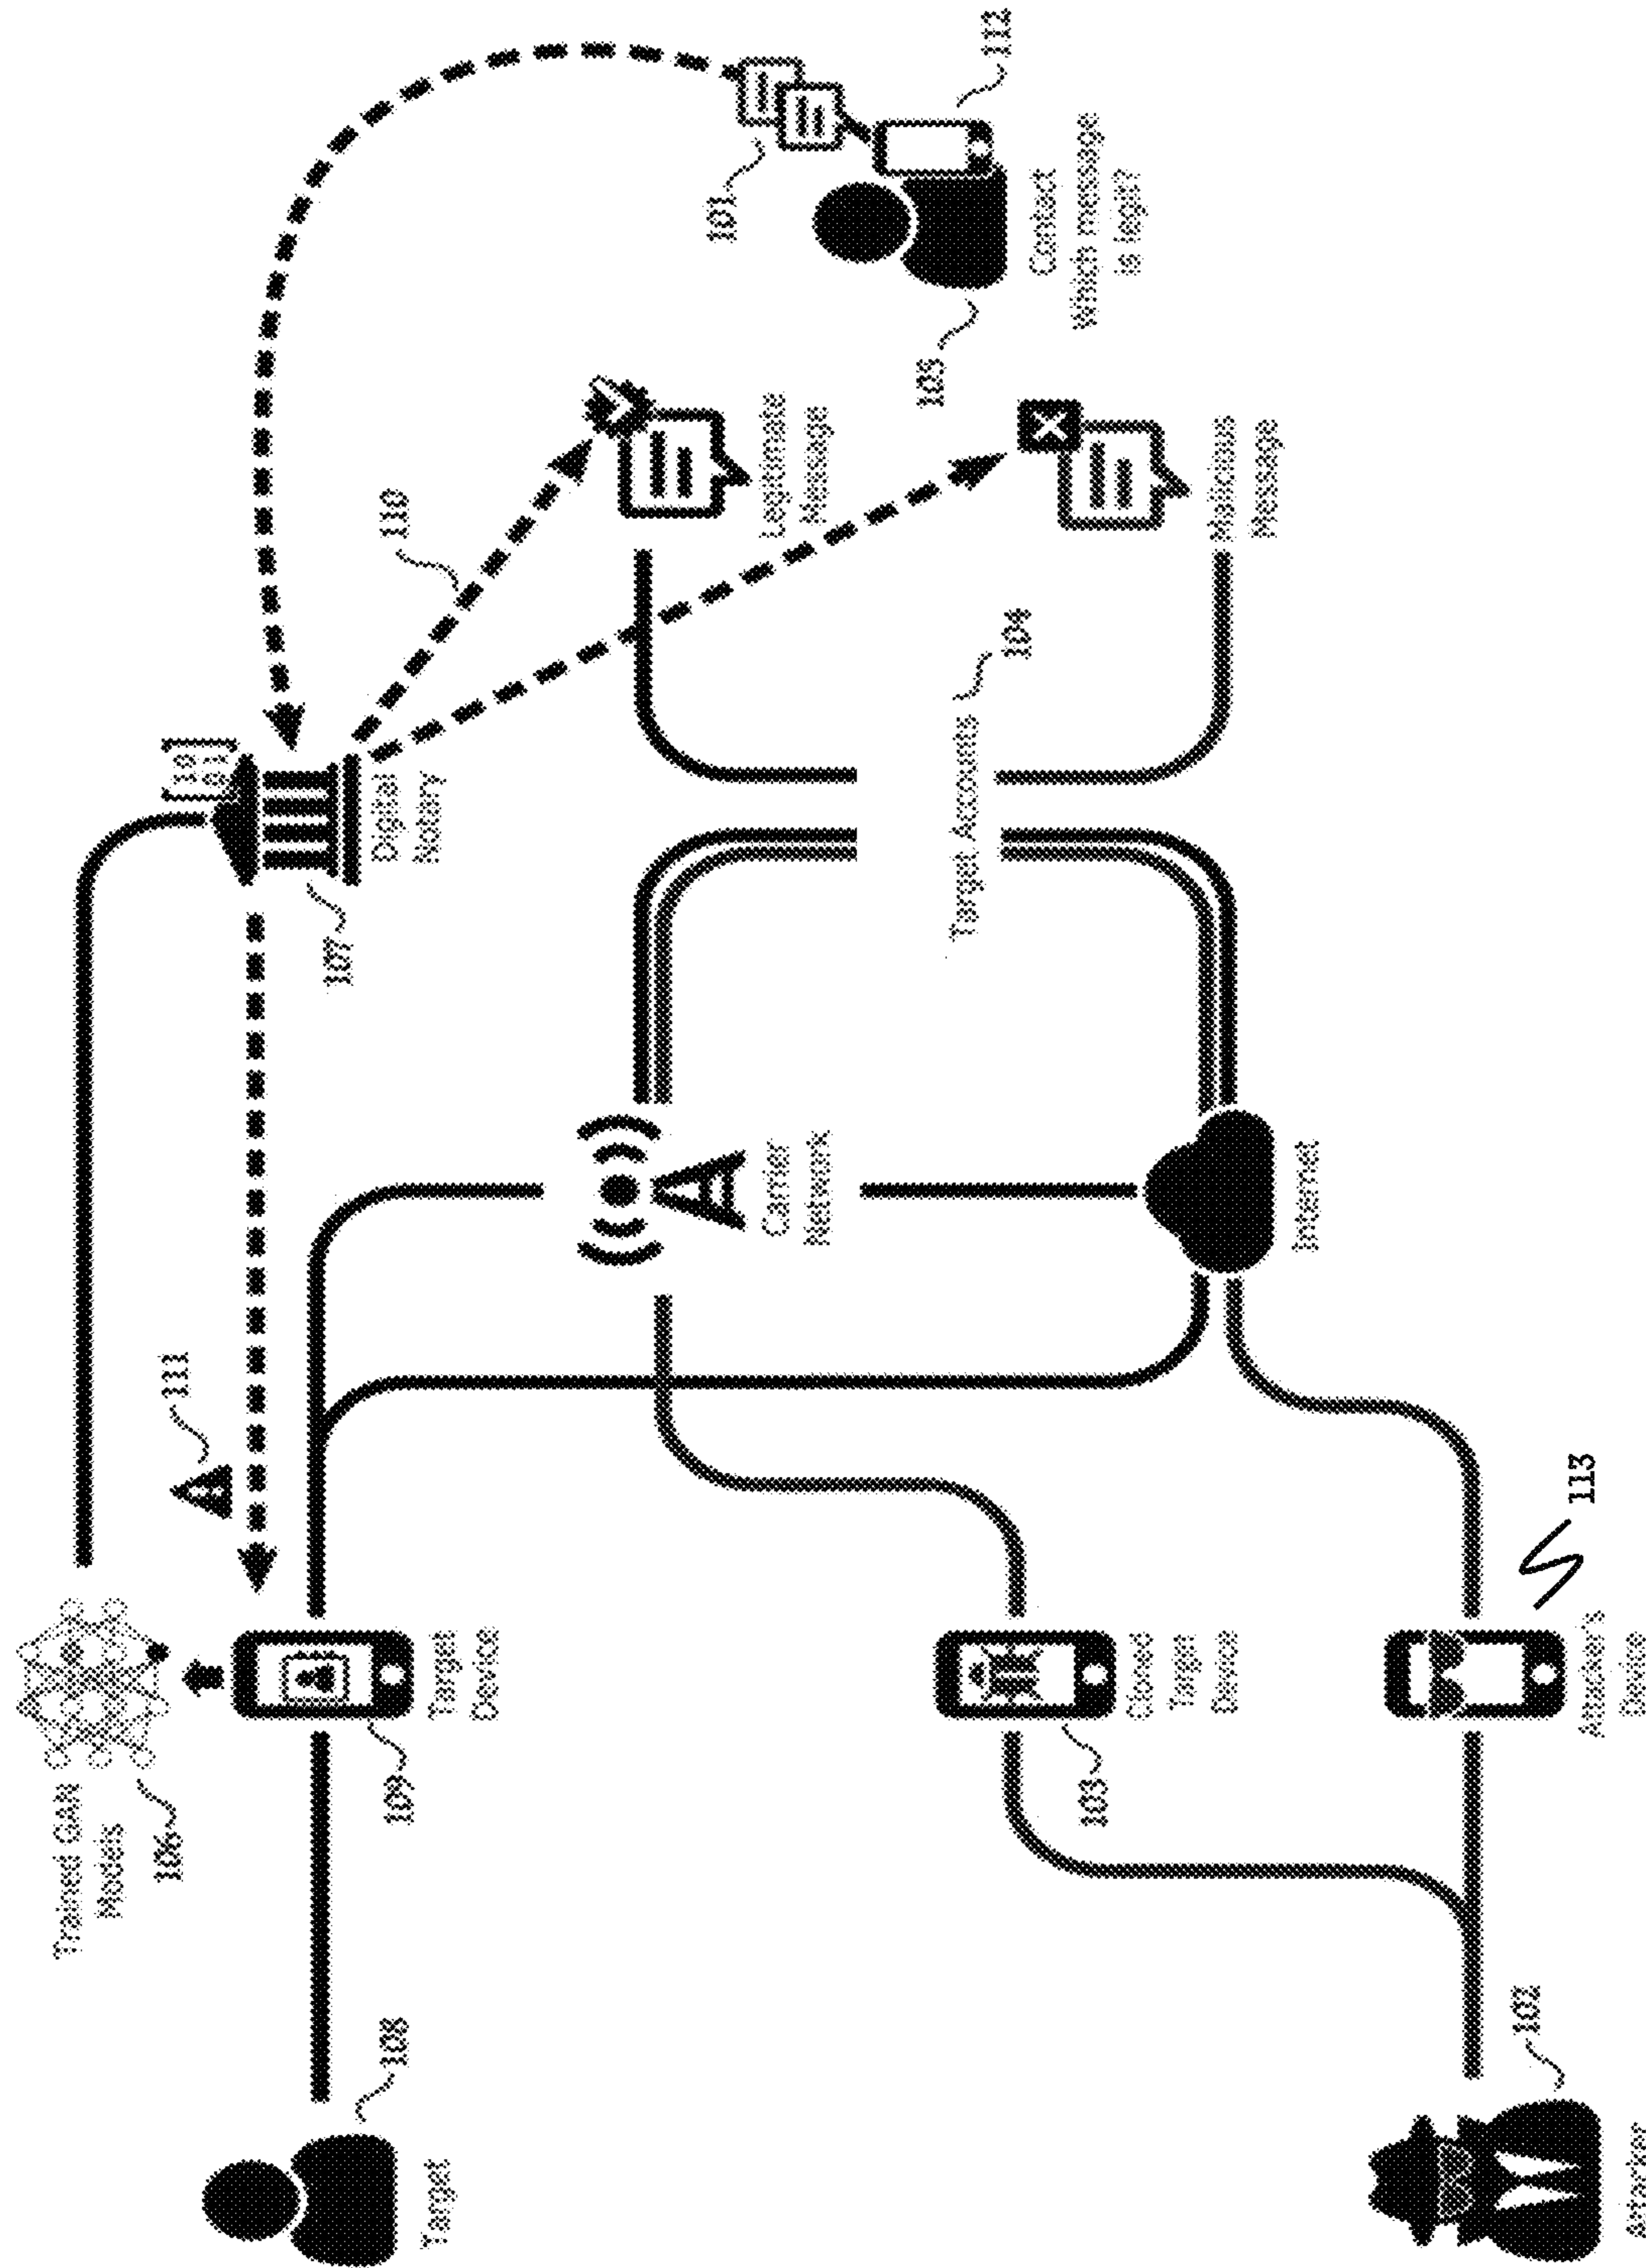 Trained GAN
Models
106
111
10
01
Digital
Notary
107
110
101
112
Contact
Which message
is legit?
105
Target
108
Target
Device
109
Carrier
Network
Legitimate
Message
Target Accounts
104
Cloned
Target
Device
103
Internet
Malicious
Message
Attacker
102
Attacker's
Device
113